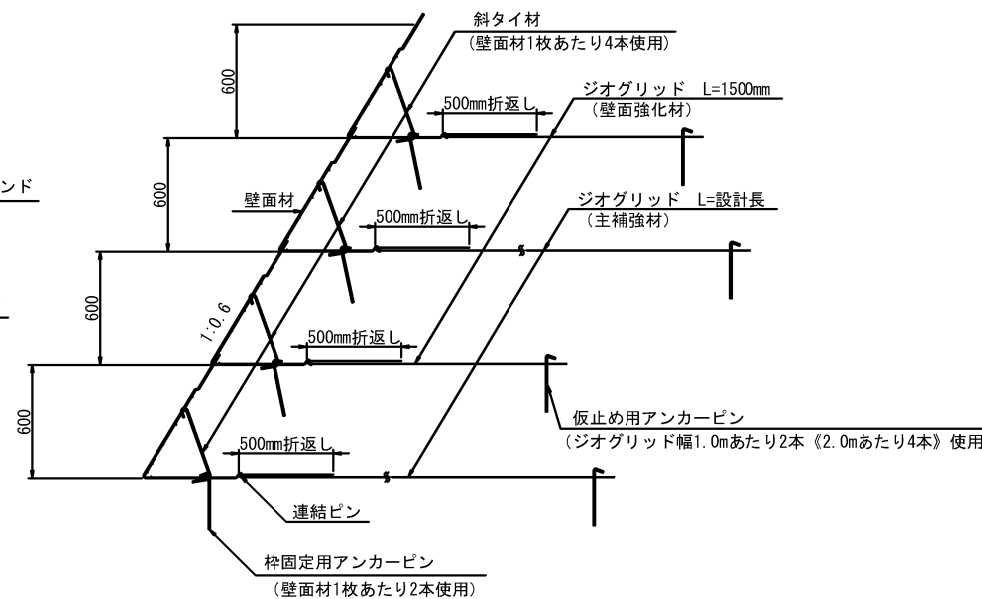 斜タイ材
(壁面材1枚あたり4本使用)
600
500mm折返し
ジオグリッド L=1500mm
(壁面強化材)
ンド
600
壁面材
500mm折返し
ジオグリッド L=設計長
(主補強材)
600
1:0.6
500mm折返し
600
500mm折返し
仮止め用アンカーピン
(ジオグリッド幅1.0mあたり2本《2.0mあたり4本》使用
連結ピン
枠固定用アンカーピン
(壁面材1枚あたり2本使用)